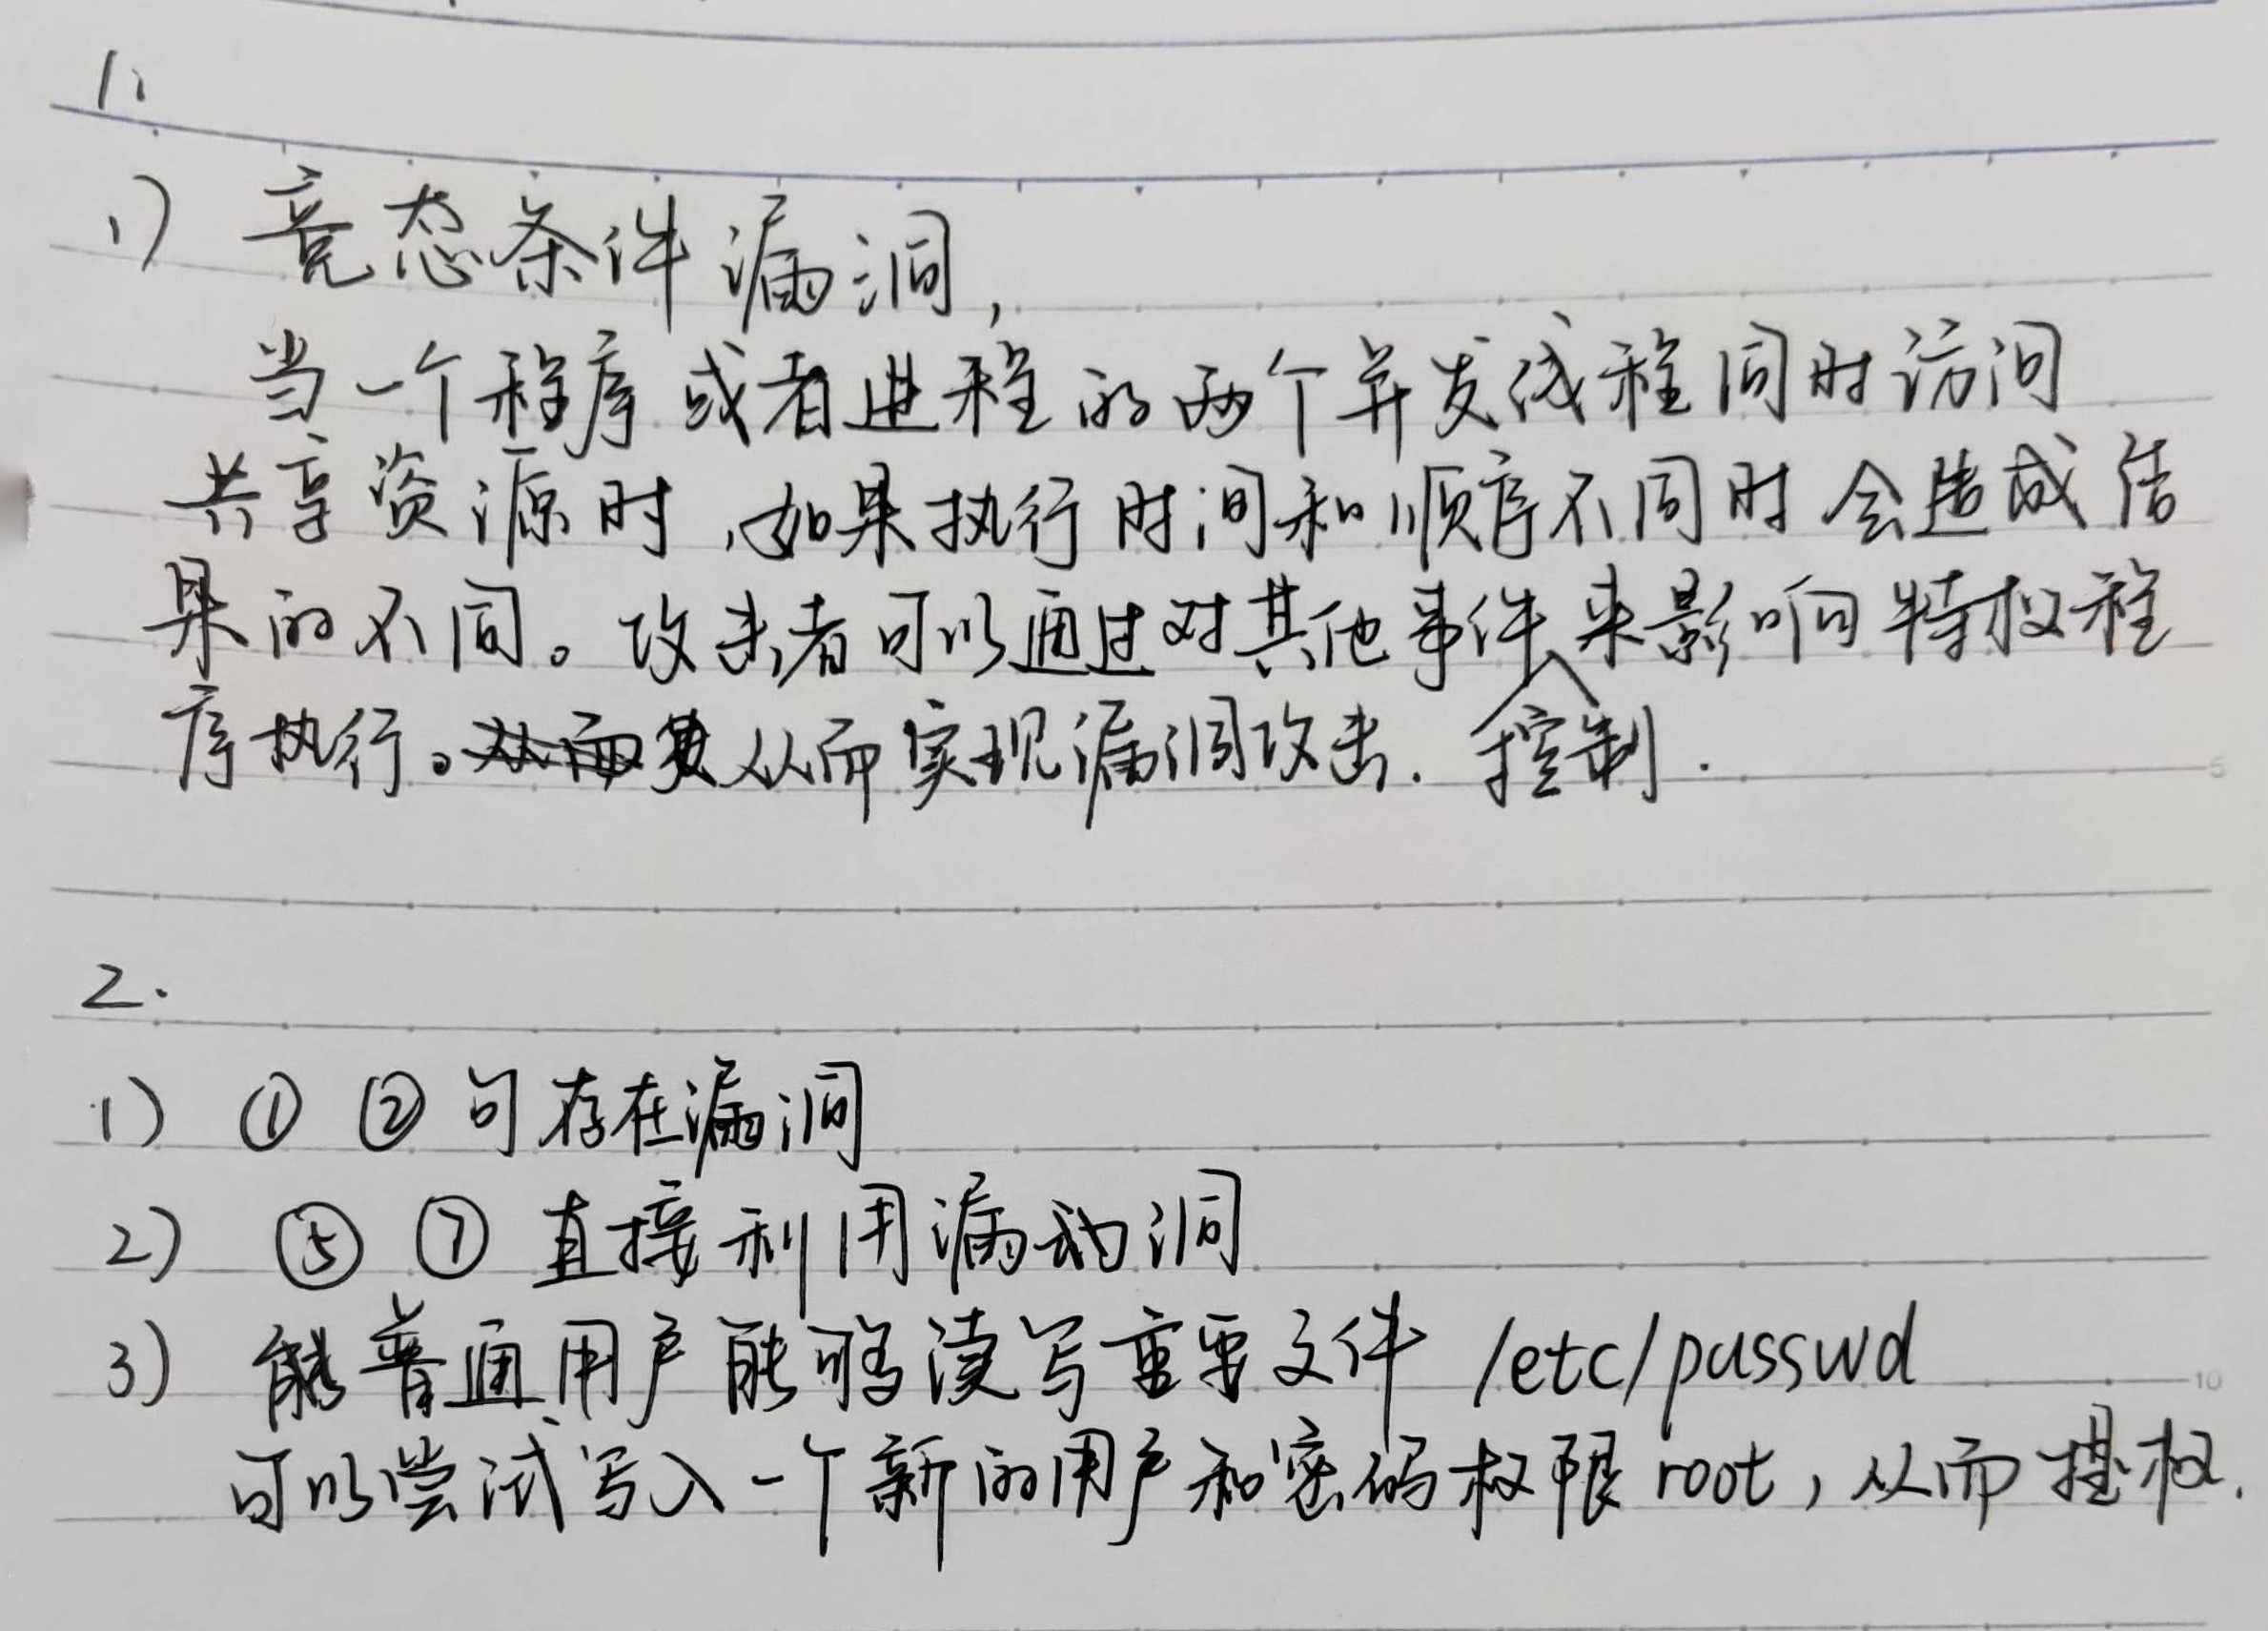 1.
1) 竞态条件漏洞,
当一个程序或者进程的两个并发线程同时访问
共享资源时,如果执行时间和顺序不同时会造成结
果的不同。攻击者可以通过对其他事件控制来影响特权程
序执行。从而实现漏洞攻击.
2.
1) ① ② 句存在漏洞
2) ⑤ ⑦ 直接利用漏洞
3) 普通用户能够读写重要文件 /etc/passwd
可以尝试写入一个新的用户和密码权限root,从而提权.
5
10